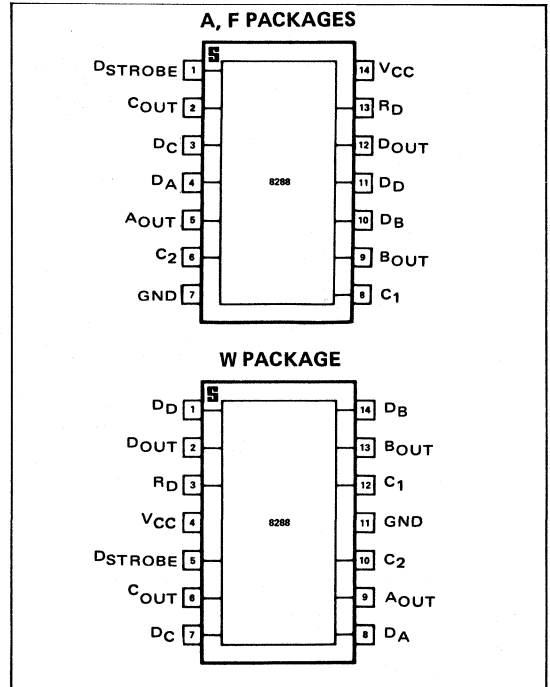 A, F PACKAGES
DSTROBE 1 14 VCC
COUT 2 13 RD
DC 3 12 DOUT
DA 4 8288 11 DD
10 DB
AOUT 5
C2 6 9 BOUT
GND 7 8 C1
W PACKAGE
DD 1 14 DB
DOUT 2 13 BOUT
RD 3 12 C1
VCC 4 8288 11 GND
DSTROBE 5 10 C2
COUT 6 9 AOUT
DC 7 8 DA